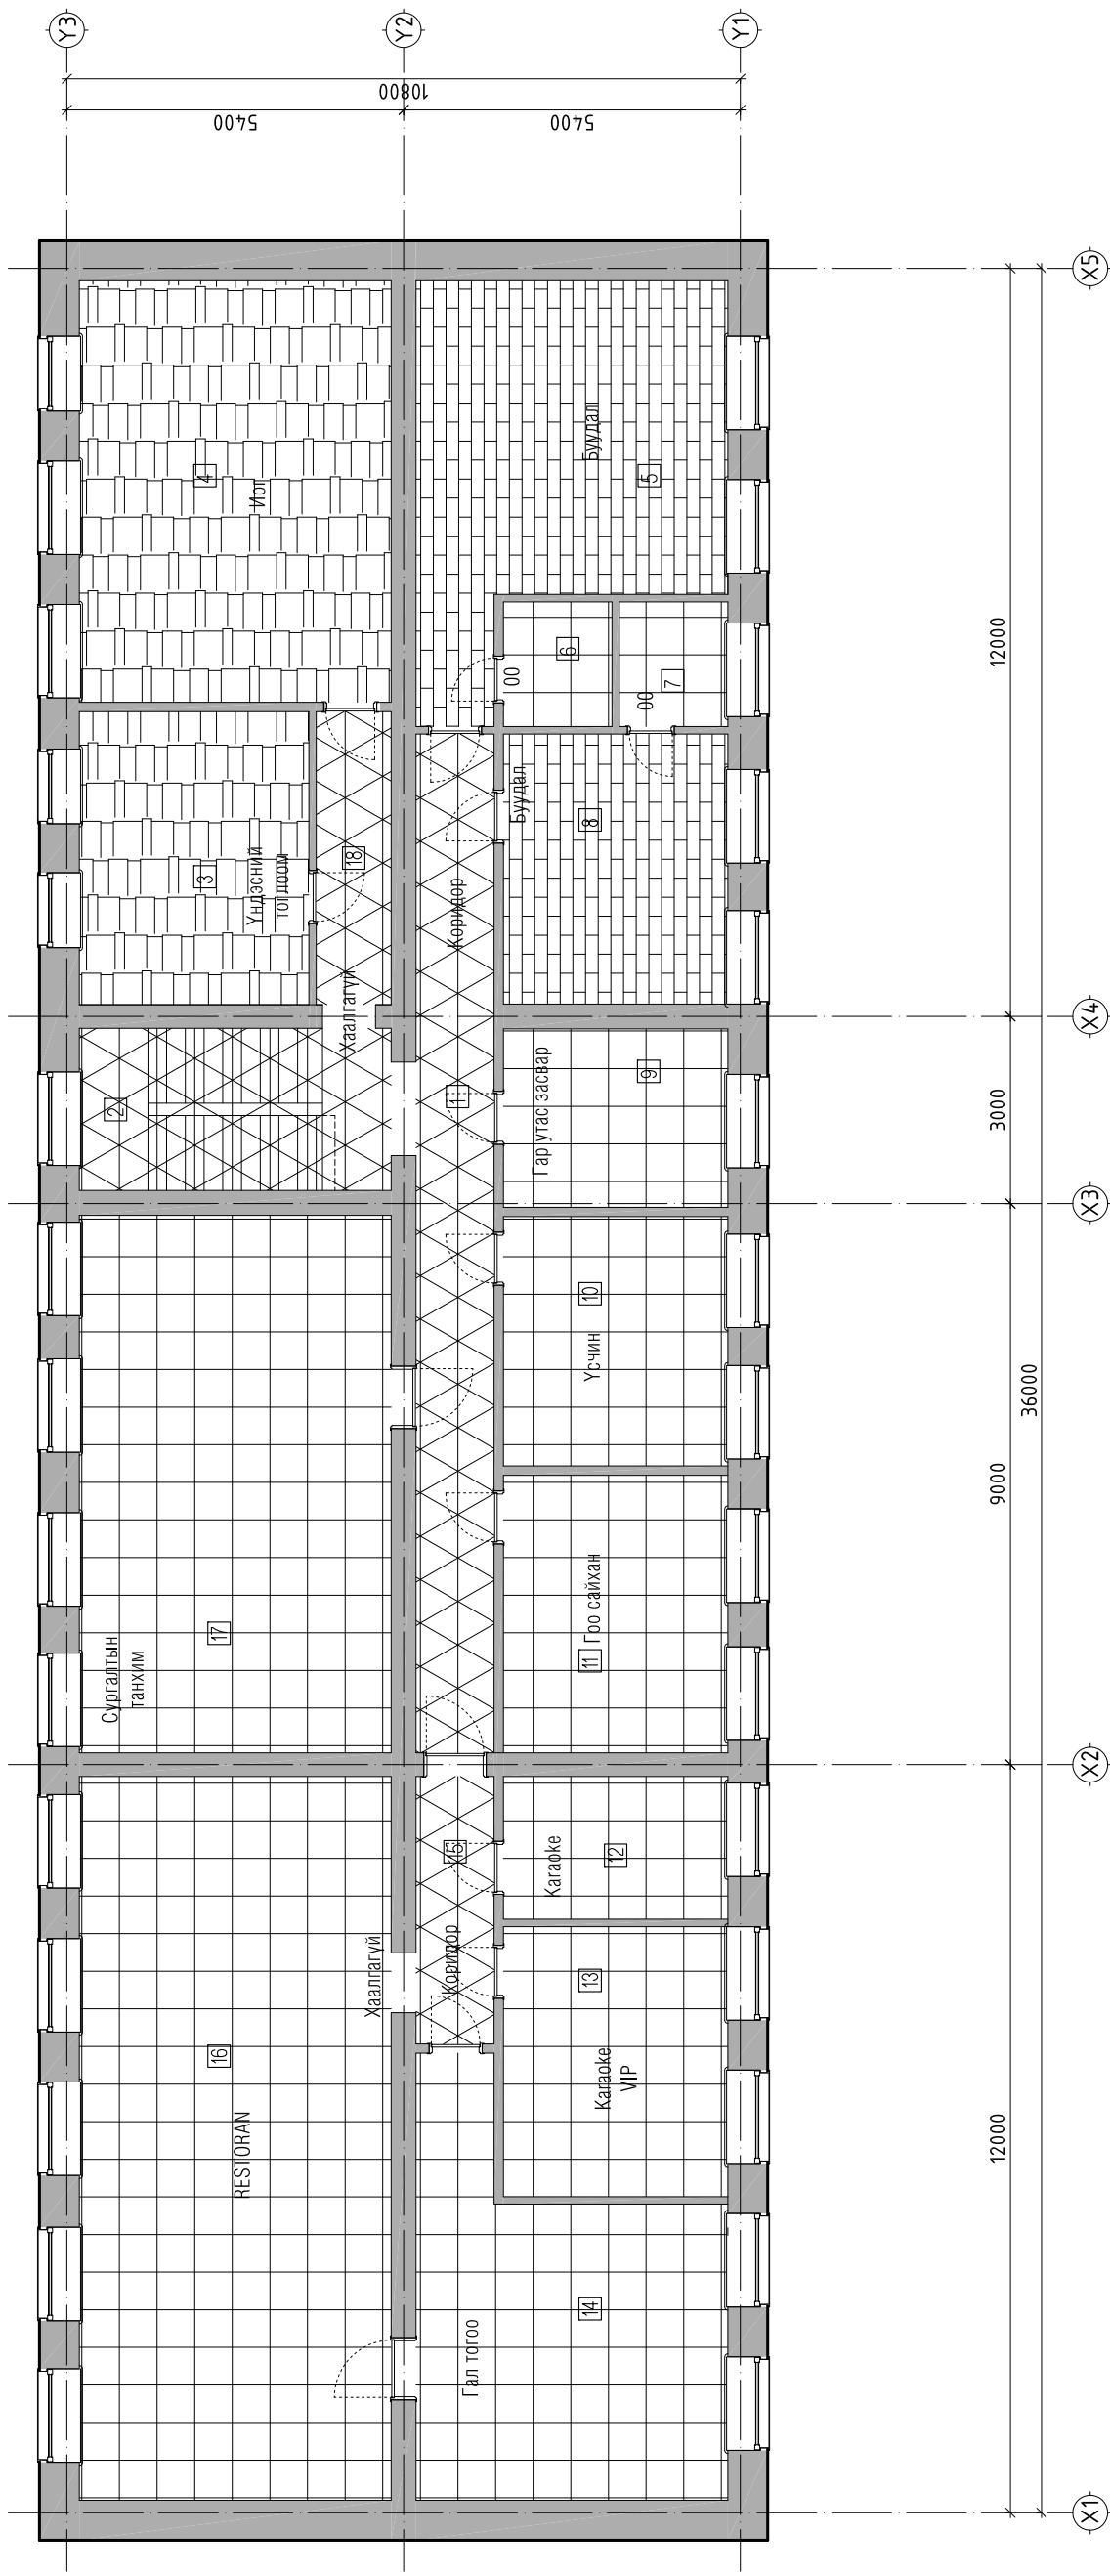 Сургалтын
танхим
17
2
Үндэсний
тоглоом
3
4
Иог
RESTORAN
16
Хаалгагүй
Хаалгагүй
18
Коридор
15
1
Коридор
Гал тогоо
14
Karaoke
VIP
13
Karaoke
12
11
Гоо сайхан
Үсчин
10
Гар утас засвар
9
Буудал
8
00
6
00
7
Буудал
5
12000
9000
3000
12000
36000
5400
5400
10800
X1
X2
X3
X4
X5
Y3
Y2
Y1